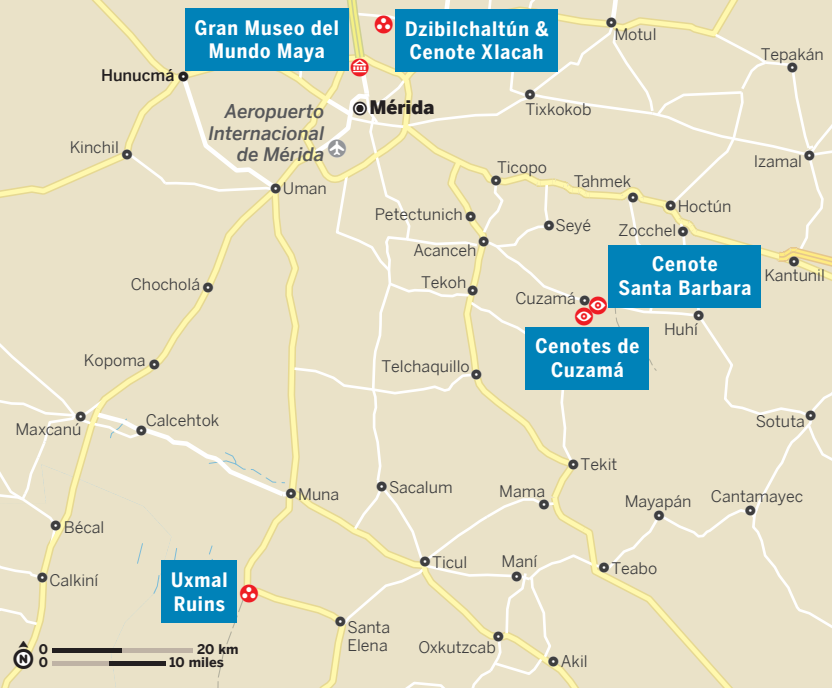 Gran Museo del
Mundo Maya
Dzibilchaltún &
Cenote Xlacah
Motul
Tepakán
Hunucmá
Mérida
Tixkokob
Aeropuerto
Internacional
de Mérida
Kinchil
Izamal
Ticopo
Tahmek
Uman
Hoctún
Petectunich
Seyé
Zocchel
Acanceh
Cenote
Santa Barbara
Kantunil
Tekoh
Chocholá
Cuzamá
Huhí
Cenotes de
Cuzamá
Kopoma
Telchaquillo
Maxcanú
Calcehtok
Sotuta
Tekit
Muna
Sacalum
Mama
Mayapán
Cantamayec
Bécal
Ticul
Maní
Teabo
Calkiní
Uxmal
Ruins
Santa
Elena
Oxkutzcab
Akil
N
0 20 km
0 10 miles